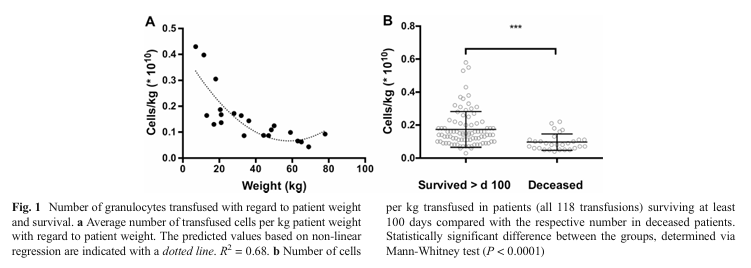 A
B
0.5
0.4
0.3
0.2
0.1
0.0
0
20
40
60
80
100
Cells/kg (* 10¹⁰)
Weight (kg)
0.8
0.6
0.4
0.2
0.0
Cells/kg (* 10¹⁰)
***
Survived > d 100
Deceased
Fig. 1 Number of granulocytes transfused with regard to patient weight
and survival. a Average number of transfused cells per kg patient weight
with regard to patient weight. The predicted values based on non-linear
regression are indicated with a dotted line. R² = 0.68. b Number of cells
per kg transfused in patients (all 118 transfusions) surviving at least
100 days compared with the respective number in deceased patients.
Statistically significant difference between the groups, determined via
Mann-Whitney test (P < 0.0001)